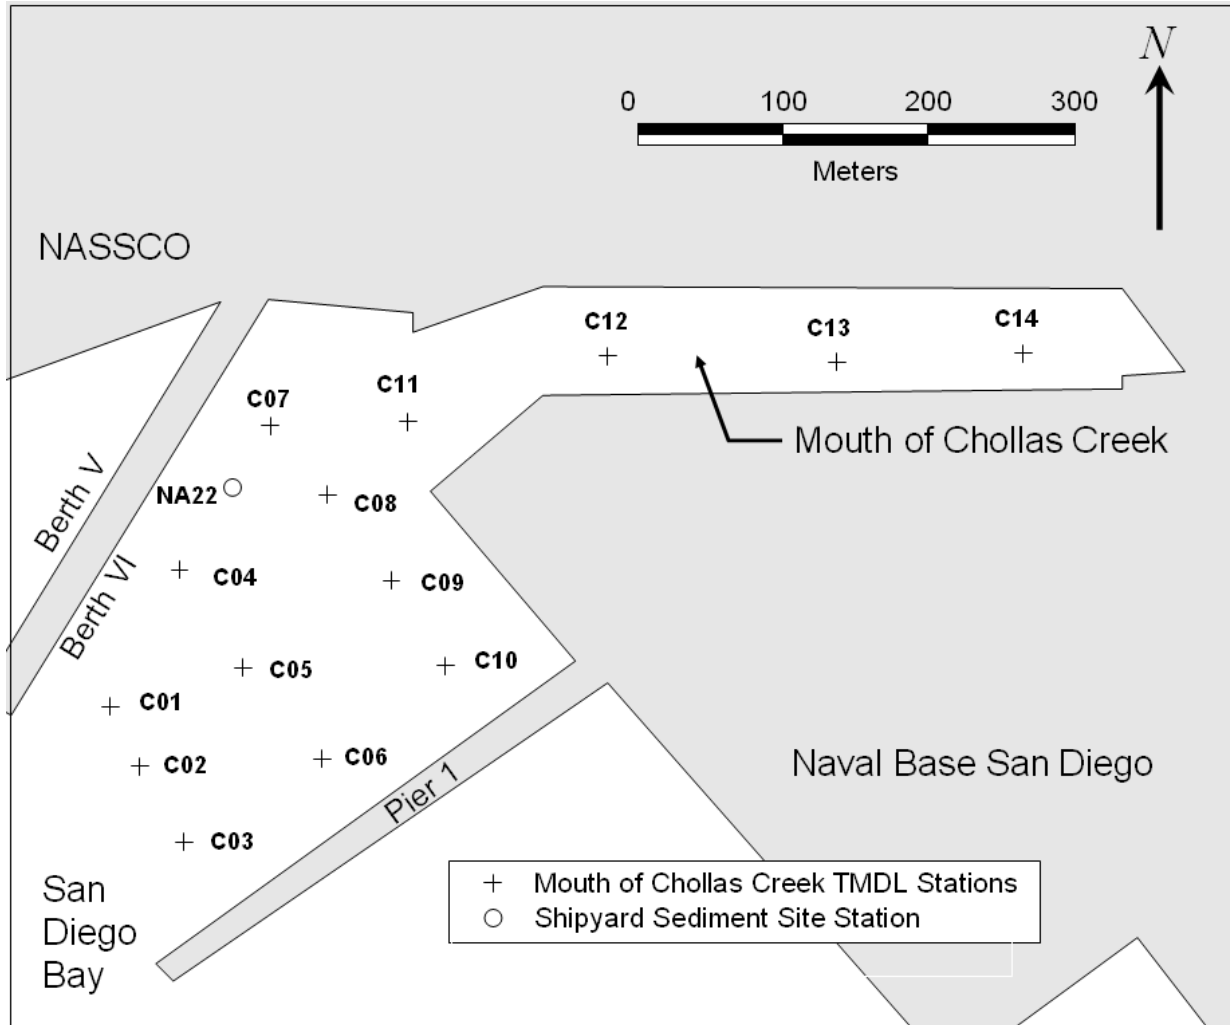 N
0 100 200 300
Meters
NASSCO
C12
C13
C14
C11
C07
Mouth of Chollas Creek
Berth V
NA22
C08
Berth VI
C04
C09
C05
C10
C01
C02
C06
Naval Base San Diego
Pier 1
C03
San
Diego
Bay
Mouth of Chollas Creek TMDL Stations
Shipyard Sediment Site Station